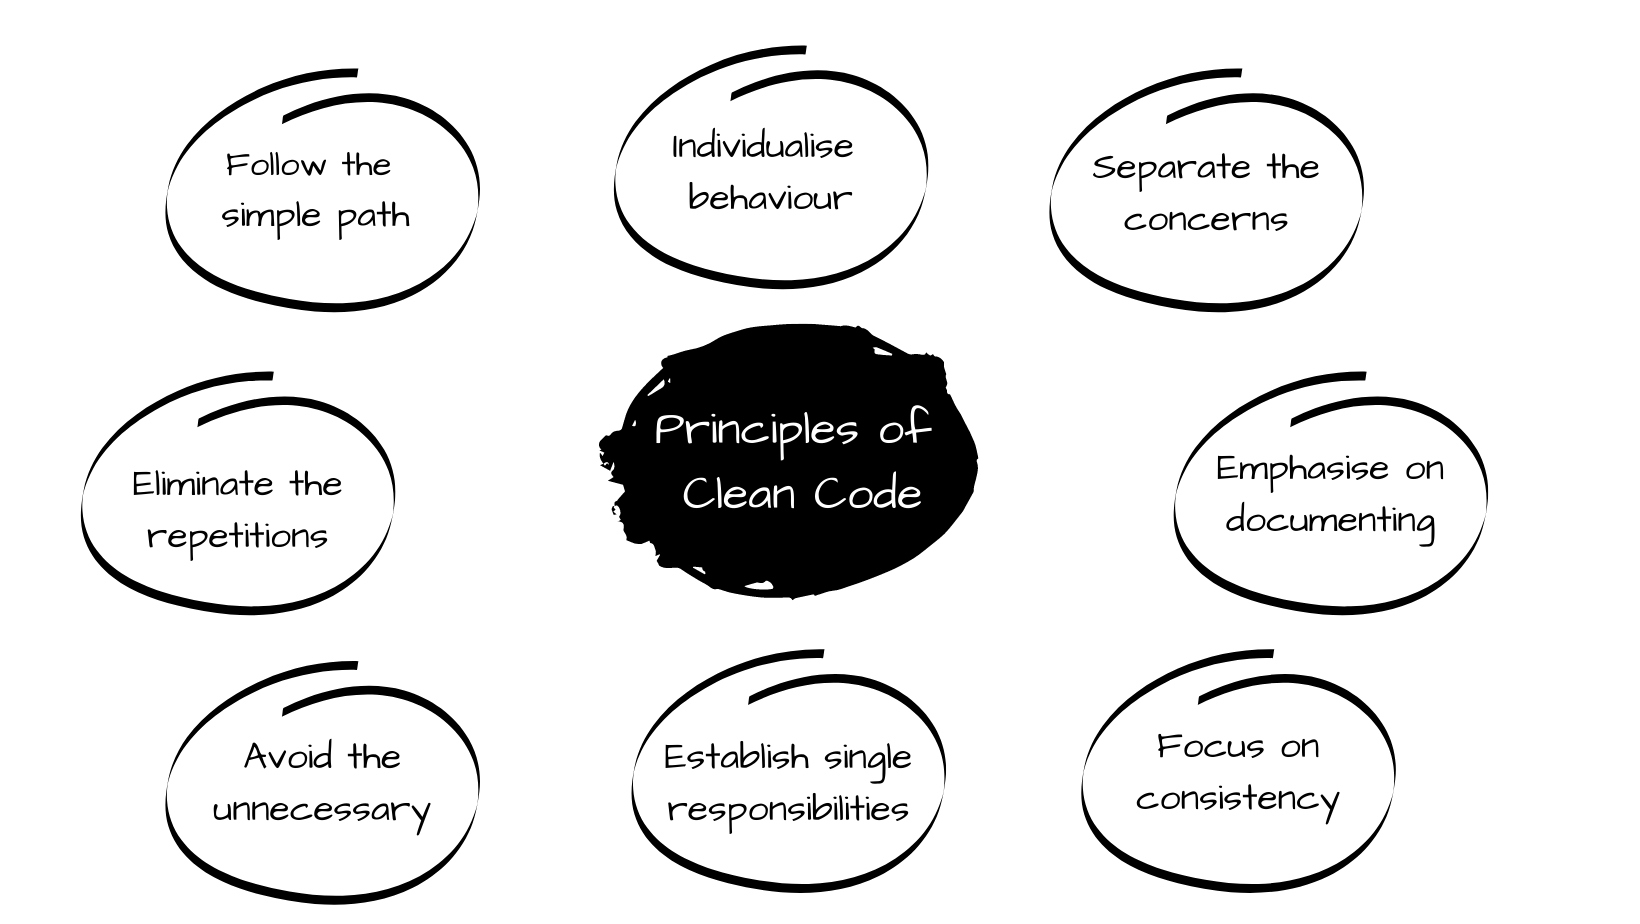 Follow the
simple path
Individualise
behaviour
Separate the
concerns
Eliminate the
repetitions
Principles of
Clean Code
Emphasise on
documenting
Avoid the
unnecessary
Establish single
responsibilities
Focus on
consistency